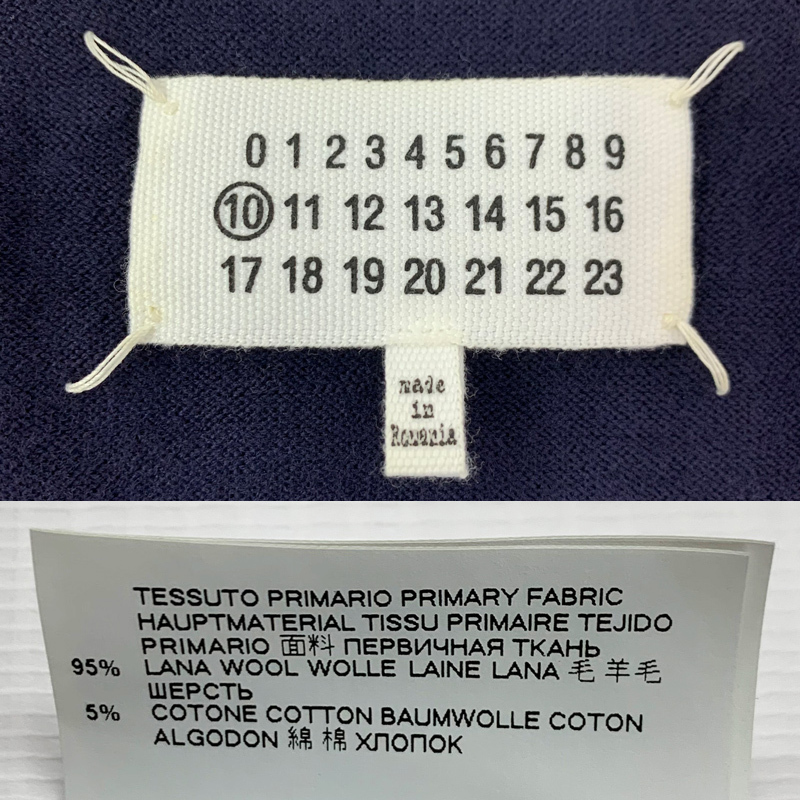 0 1 2 3 4 5 6 7 8 9
10 11 12 13 14 15 16
17 18 19 20 21 22 23
made
in
Romania
TESSUTO PRIMARIO PRIMARY FABRIC
HAUPTMATERIAL TISSU PRIMAIRE TEJIDO
PRIMARIO 面料 ПЕРВИЧНАЯ ТКАНЬ
95% LANA WOOL WOLLE LAINE LANA 毛 羊毛
ШЕРСТЬ
5% COTONE COTTON BAUMWOLLE COTON
ALGODON 綿 棉 ХЛОПОК